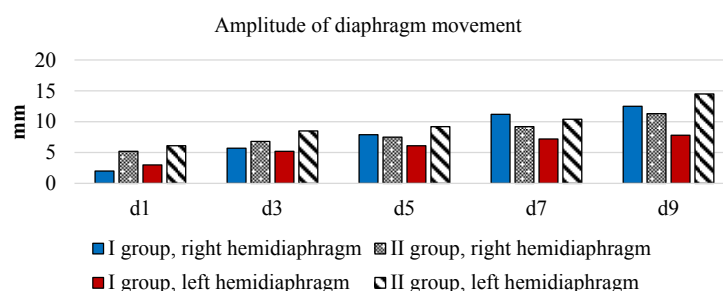 Amplitude of diaphragm movement
20
15
10
5
0
mm
d1 d3 d5 d7 d9
I group, right hemidiaphragm II group, right hemidiaphragm
I group, left hemidiaphragm II group, left hemidiaphragm